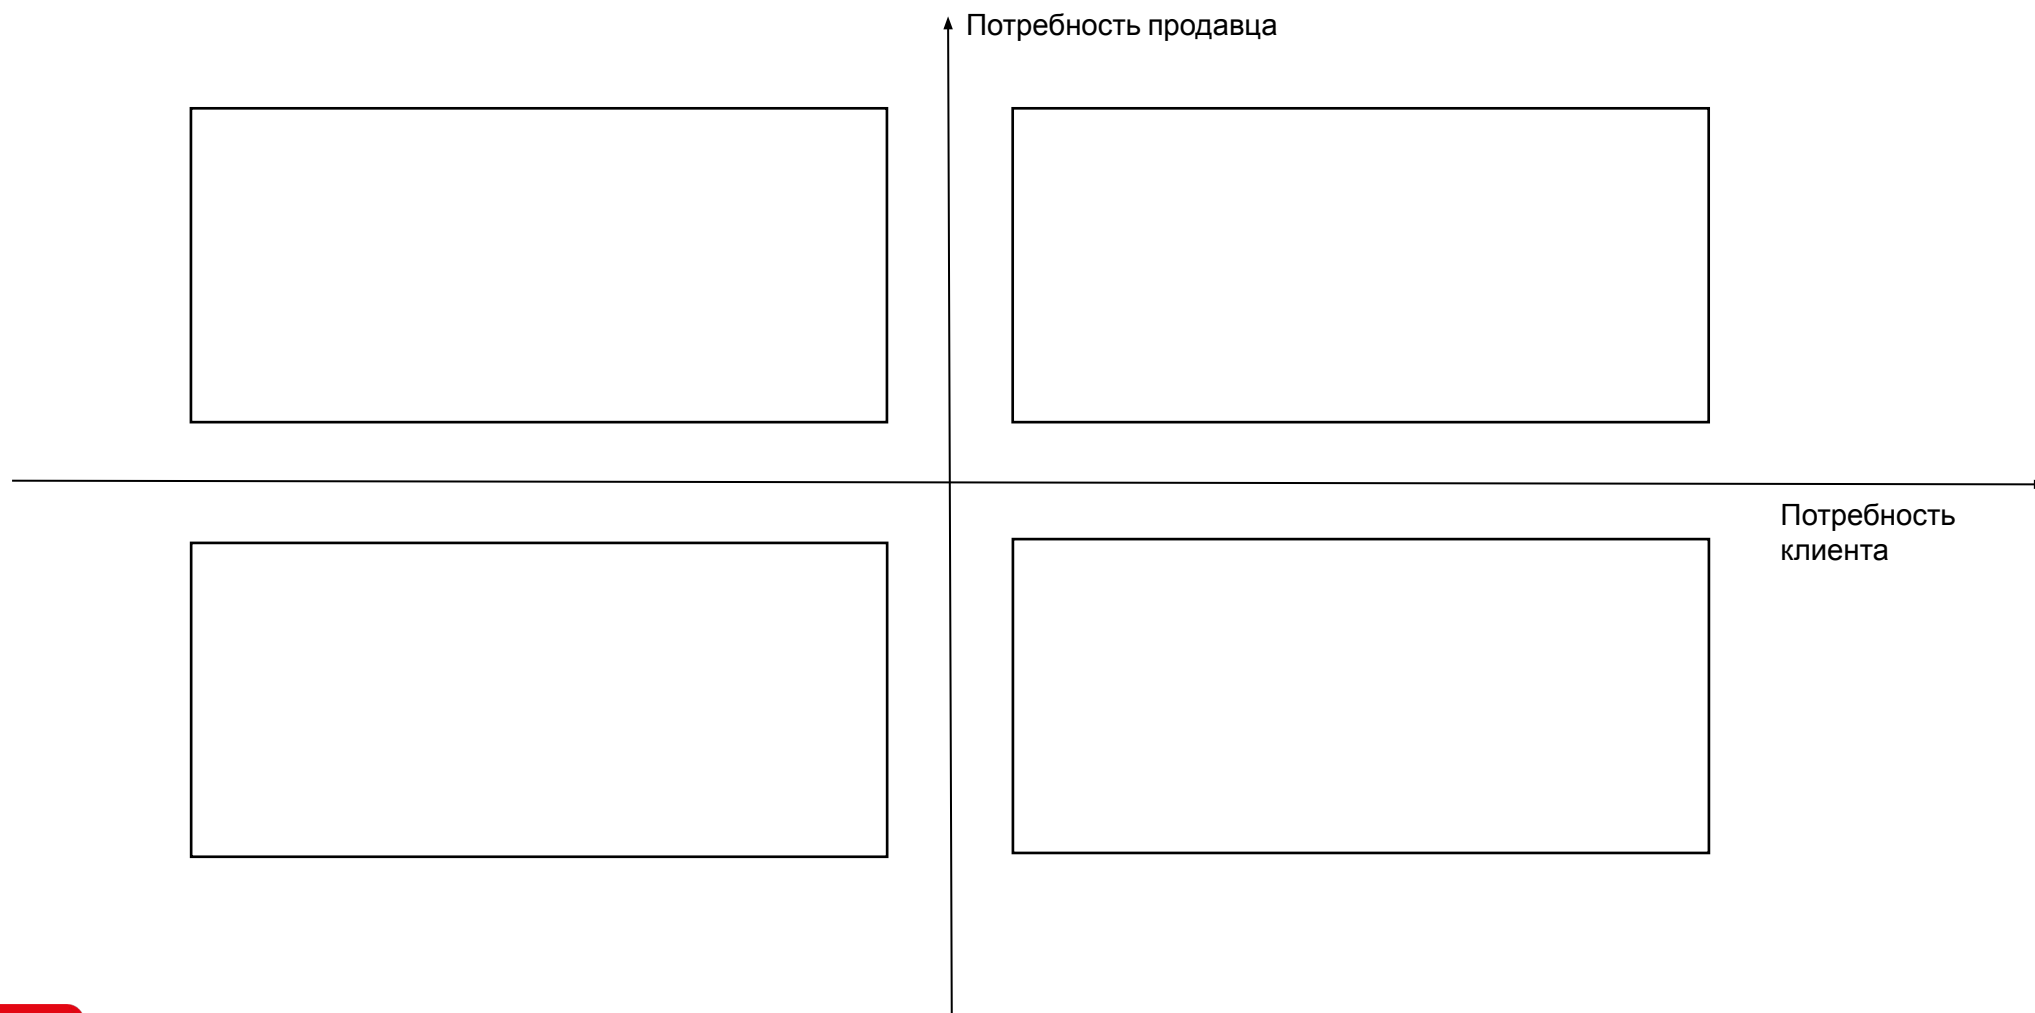 Потребность продавца
Потребность
клиента